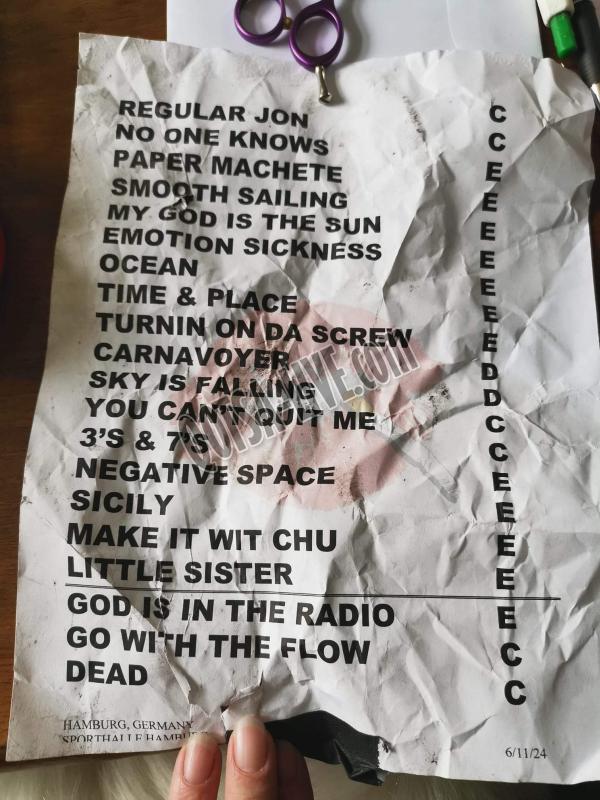 REGULAR JON C
NO ONE KNOWS C
PAPER MACHETE E
SMOOTH SAILING E
MY GOD IS THE SUN E
EMOTION SICKNESS E
OCEAN E
TIME & PLACE E
TURNIN ON DA SCREW E
CARNAVOYER D
SKY IS FALLING D
YOU CAN'T QUIT ME C
3'S & 7'S C
NEGATIVE SPACE E
SICILY E
MAKE IT WIT CHU E
LITTLE SISTER E
GOD IS IN THE RADIO E
GO WITH THE FLOW C
DEAD C
HAMBURG, GERMANY
SPORTHALLE HAMBURG 6/11/24